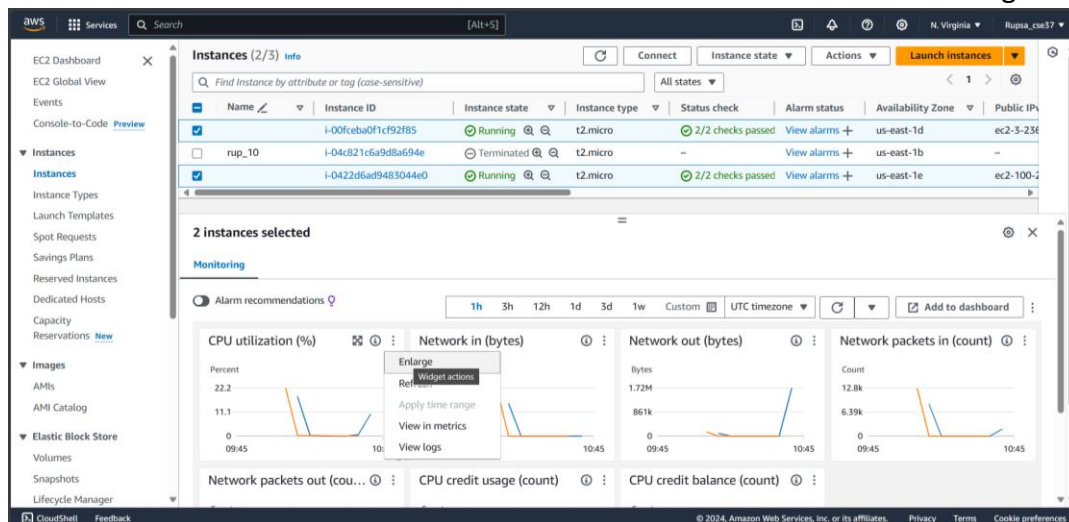 aws Services Search [Alt+S] N. Virginia Rupsa_cse37
EC2 Dashboard
EC2 Global View
Events
Console-to-Code Preview
Instances
Instances
Instance Types
Launch Templates
Spot Requests
Savings Plans
Reserved Instances
Dedicated Hosts
Capacity
Reservations New
Images
AMIs
AMI Catalog
Elastic Block Store
Volumes
Snapshots
Lifecycle Manager
Instances (2/3) Info Connect Instance state Actions Launch instances
Find Instance by attribute or tag (case-sensitive) All states 1
Name Instance ID Instance state Instance type Status check Alarm status Availability Zone Public IPv
i-00fceba0f1cf92f85 Running t2.micro 2/2 checks passed View alarms + us-east-1d ec2-3-236
rup_10 i-04c821c6a9d8a694e Terminated t2.micro – View alarms + us-east-1b –
i-0422d6ad9483044e0 Running t2.micro 2/2 checks passed View alarms + us-east-1e ec2-100-2
2 instances selected
Monitoring
Alarm recommendations 1h 3h 12h 1d 3d 1w Custom UTC timezone Add to dashboard
CPU utilization (%)
Percent
22.2
11.1
0
09:45 10:
Enlarge
Widget actions
Apply time range
View in metrics
View logs
Network in (bytes)
10:45
Network out (bytes)
Bytes
1.72M
861k
0
09:45 10:45
Network packets in (count)
Count
12.8k
6.39k
0
09:45 10:45
Network packets out (cou... CPU credit usage (count) CPU credit balance (count)
CloudShell Feedback © 2024, Amazon Web Services, Inc. or its affiliates. Privacy Terms Cookie preferences